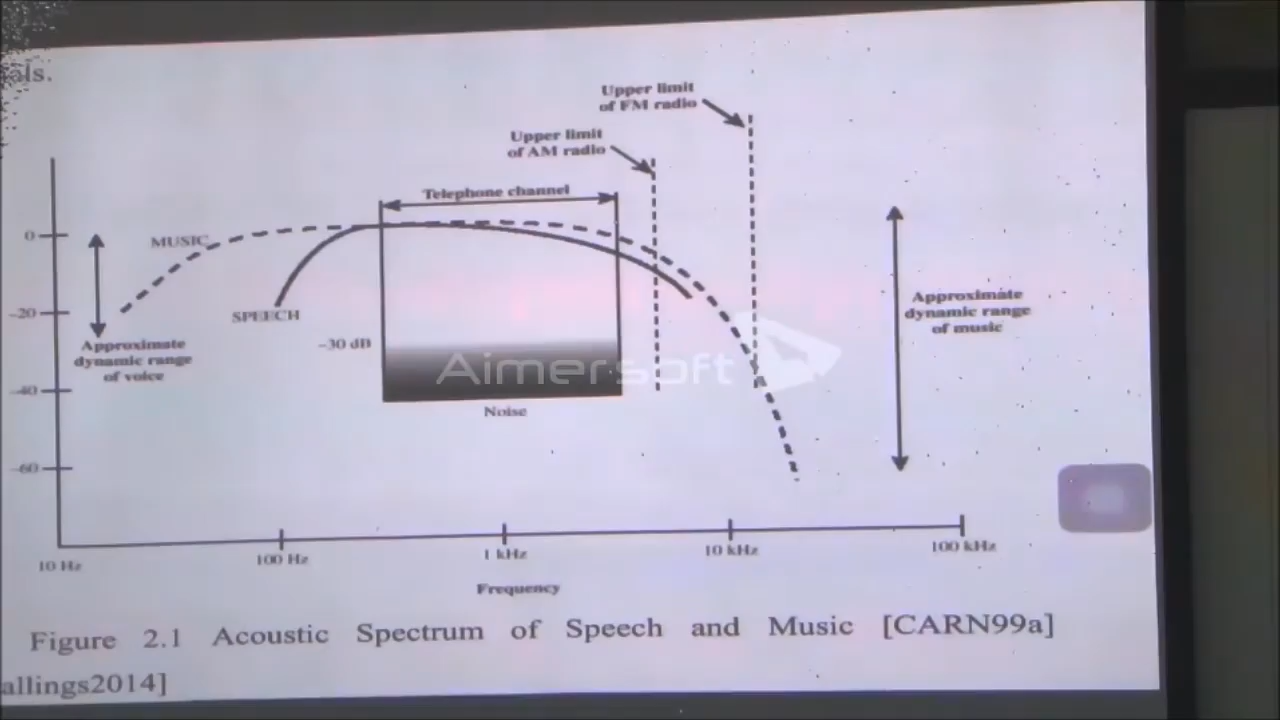 Upper limit
of FM radio
Upper limit
of AM radio
Telephone channel
0
MUSIC
-20
SPEECH
Approximate
dynamic range
of voice
-30 dB
Approximate
dynamic range
of music
Aimersoft
-40
Noise
-60
10 Hz
100 Hz
1 kHz
10 kHz
100 kHz
Frequency
Figure 2.1 Acoustic Spectrum of Speech and Music [CARN99a]
allings2014]